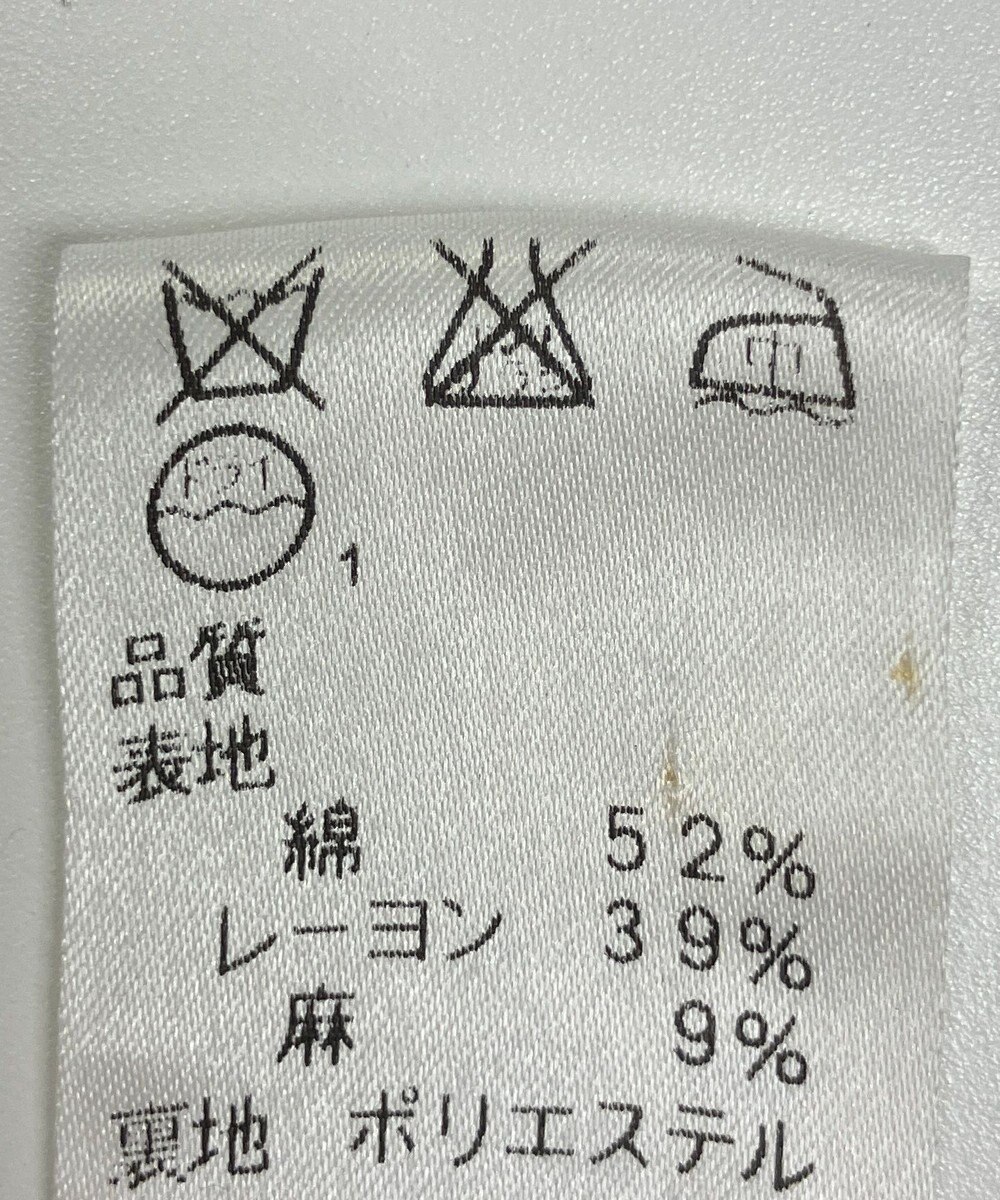 中
ドライ
1
品質
表地
綿 52%
レーヨン 39%
麻 9%
裏地 ポリエステル